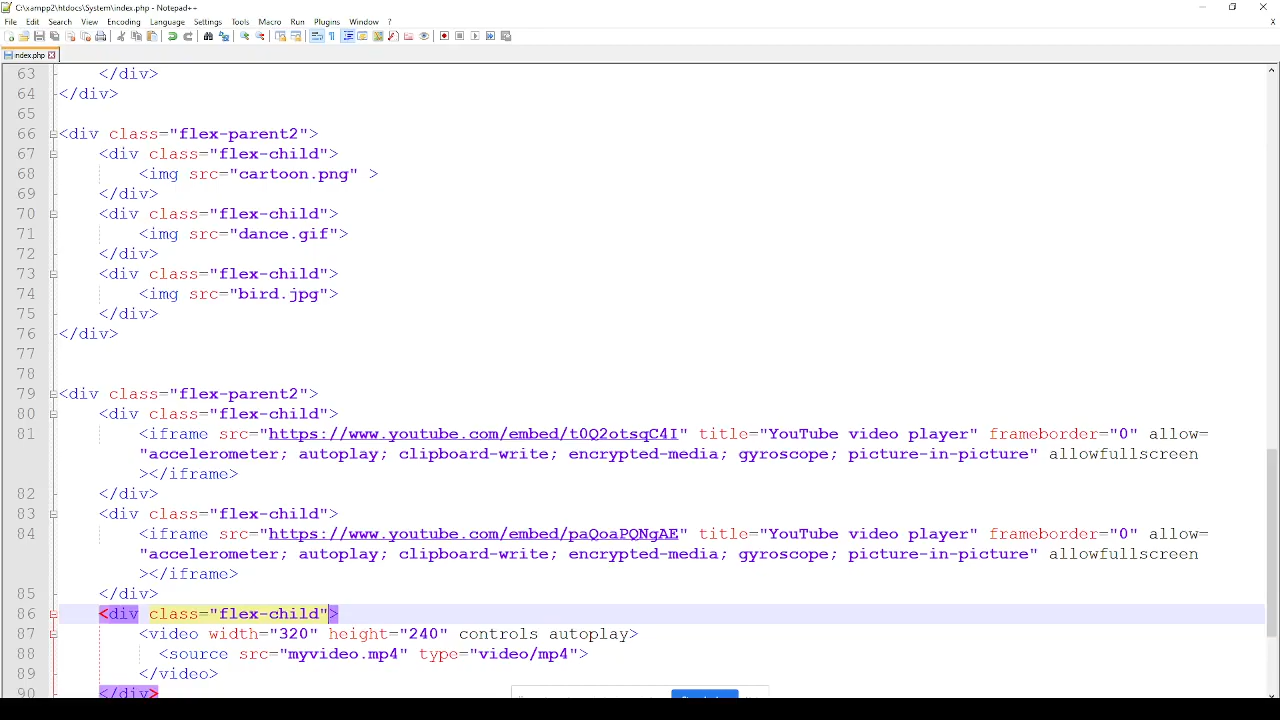 C:\xampp2\htdocs\System\index.php - Notepad++
File Edit Search View Encoding Language Settings Tools Macro Run Plugins Window ?
X
index.php
63 </div>
64 </div>
65
66 <div class="flex-parent2">
67 <div class="flex-child">
68 <img src="cartoon.png" >
69 </div>
70 <div class="flex-child">
71 <img src="dance.gif">
72 </div>
73 <div class="flex-child">
74 <img src="bird.jpg">
75 </div>
76 </div>
77
78
79 <div class="flex-parent2">
80 <div class="flex-child">
81 <iframe src="https://www.youtube.com/embed/t0Q2otsqC4I" title="YouTube video player" frameborder="0" allow=
"accelerometer; autoplay; clipboard-write; encrypted-media; gyroscope; picture-in-picture" allowfullscreen
></iframe>
82 </div>
83 <div class="flex-child">
84 <iframe src="https://www.youtube.com/embed/paQoaPQNgAE" title="YouTube video player" frameborder="0" allow=
"accelerometer; autoplay; clipboard-write; encrypted-media; gyroscope; picture-in-picture" allowfullscreen
></iframe>
85 </div>
86 <div class="flex-child">
87 <video width="320" height="240" controls autoplay>
88 <source src="myvideo.mp4" type="video/mp4">
89 </video>
90 </div>